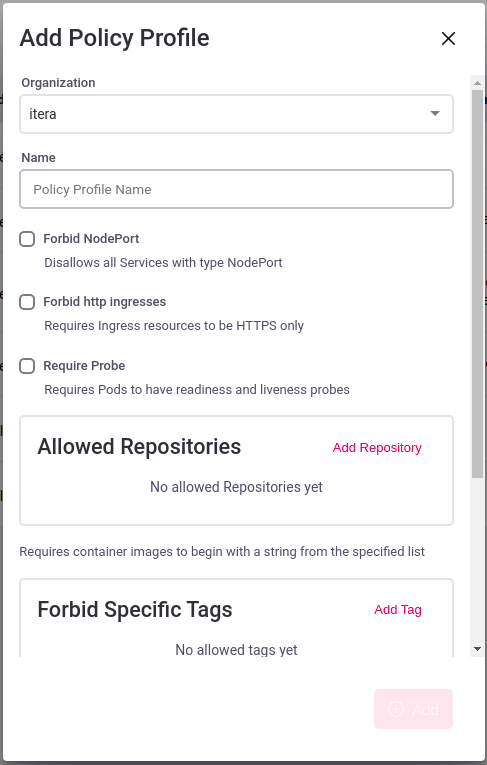 Add Policy Profile
Organization
itera
Name
Policy Profile Name
Forbid NodePort
Disallows all Services with type NodePort
Forbid http ingresses
Requires Ingress resources to be HTTPS only
Require Probe
Requires Pods to have readiness and liveness probes
Allowed Repositories
Add Repository
No allowed Repositories yet
Requires container images to begin with a string from the specified list
Forbid Specific Tags
Add Tag
No allowed tags yet
Add